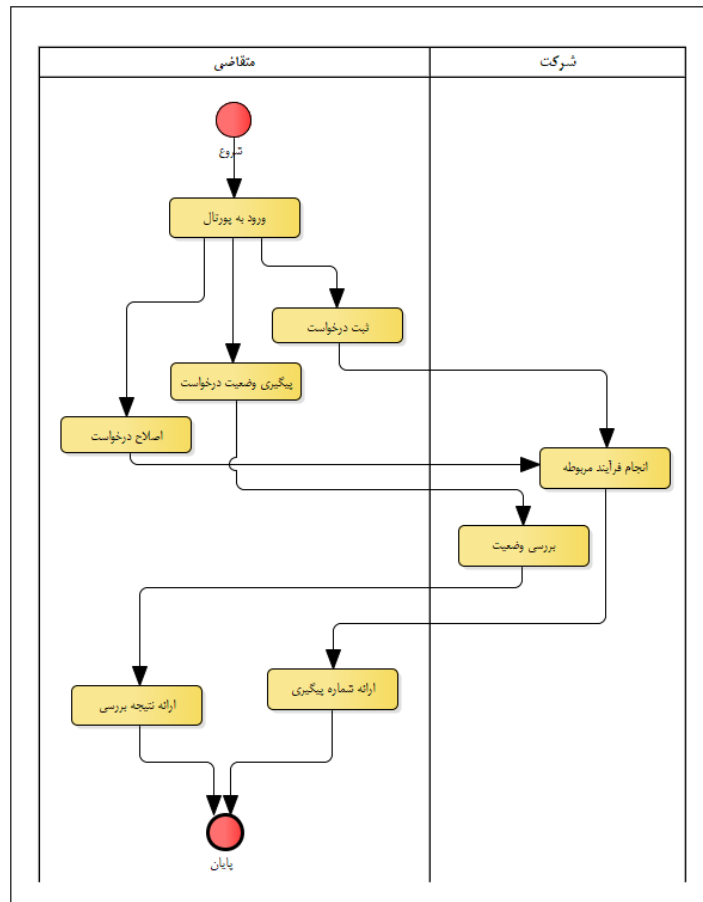 متقاضی
شرکت
شروع
ورود به پورتال
ثبت درخواست
پیگیری وضعیت درخواست
اصلاح درخواست
انجام فرآیند مربوطه
بررسی وضعیت
ارائه شماره پیگیری
ارائه نتیجه بررسی
پایان